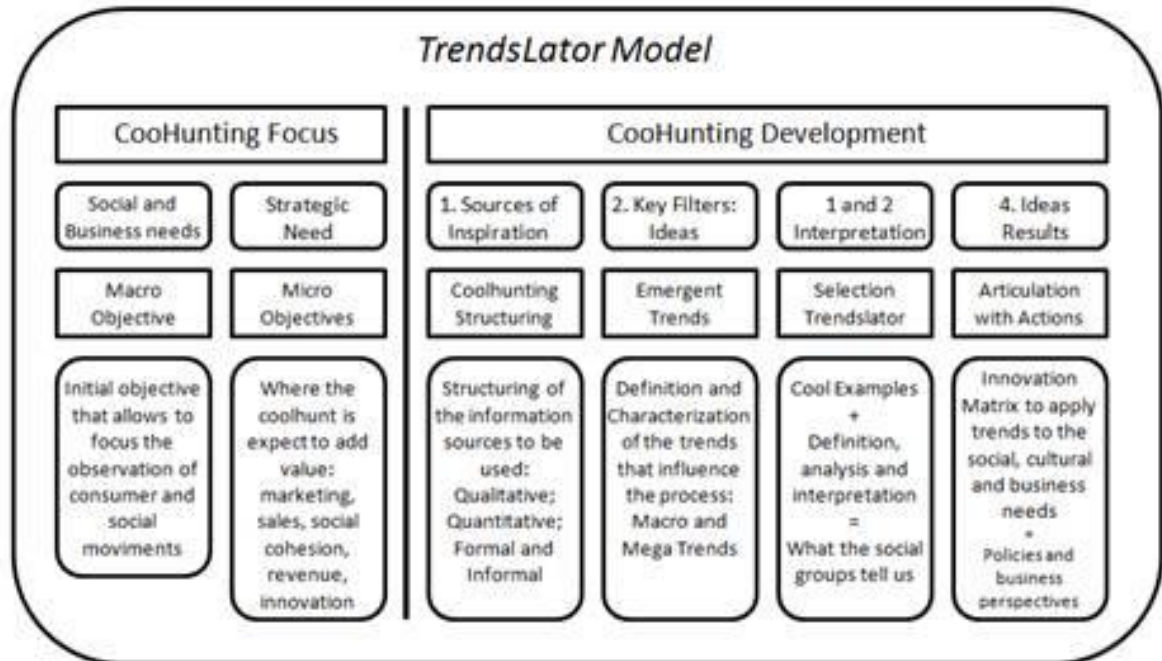 TrendsLator Model
CooHunting Focus
CooHunting Development
Social and
Business needs
Strategic
Need
1. Sources of
Inspiration
2. Key Filters:
Ideas
1 and 2
Interpretation
4. Ideas
Results
Macro
Objective
Micro
Objectives
Coolhunting
Structuring
Emergent
Trends
Selection
Trendslator
Articulation
with Actions
Initial objective
that allows to
focus the
observation of
consumer and
social
moviments
Where the
coolhunt is
expect to add
value:
marketing,
sales, social
cohesion,
revenue,
innovation
Structuring of
the information
sources to be
used:
Qualitative;
Quantitative;
Formal and
Informal
Definition and
Characterization
of the trends
that influence
the process:
Macro and
Mega Trends
Cool Examples
+
Definition,
analysis and
interpretation
=
What the social
groups tell us
Innovation
Matrix to apply
trends to the
social, cultural
and business
needs
Policies and
business
perspectives